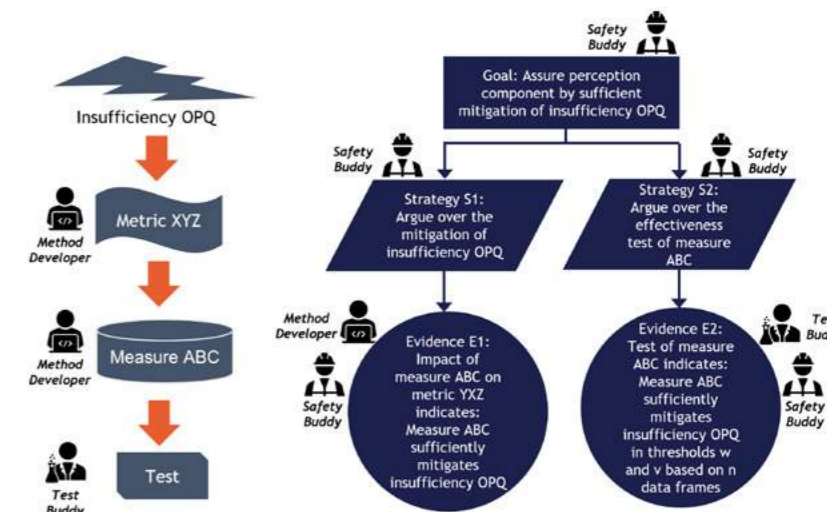 Insufficiency OPQ
Metric XYZ
Method
Developer
Measure ABC
Method
Developer
Test
Test
Buddy
Safety
Buddy
Goal: Assure perception
component by sufficient
mitigation of insufficiency OPQ
Safety
Buddy
Strategy S1:
Argue over the
mitigation of
insufficiency OPQ
Safety
Buddy
Strategy S2:
Argue over the
effectiveness
test of measure
ABC
Method
Developer
Safety
Buddy
Evidence E1:
Impact of
measure ABC on
metric YXZ
indicates:
Measure ABC
sufficiently
mitigates
insufficiency OPQ
Evidence E2:
Test of measure
ABC indicates:
Measure ABC
sufficiently
mitigates
insufficiency OPQ
in thresholds w
and v based on n
data frames
Safety
Buddy